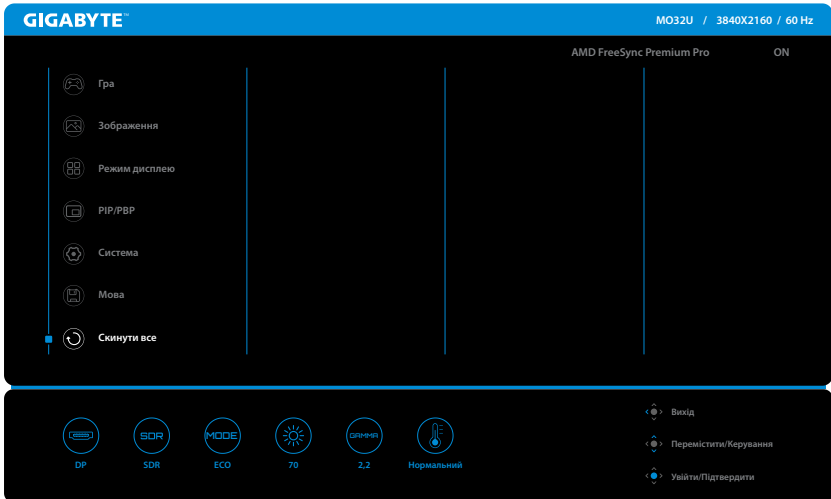 GIGABYTE™ MO32U / 3840X2160 / 60 Hz
AMD FreeSync Premium Pro ON
Гра
Зображення
Режим дисплею
PIP/PBP
Система
Мова
Скинути все
SDR MODE GAMMA
DP SDR ECO 70 2,2 Нормальний
Вихід
Перемістити/Керування
Увійти/Підтвердити